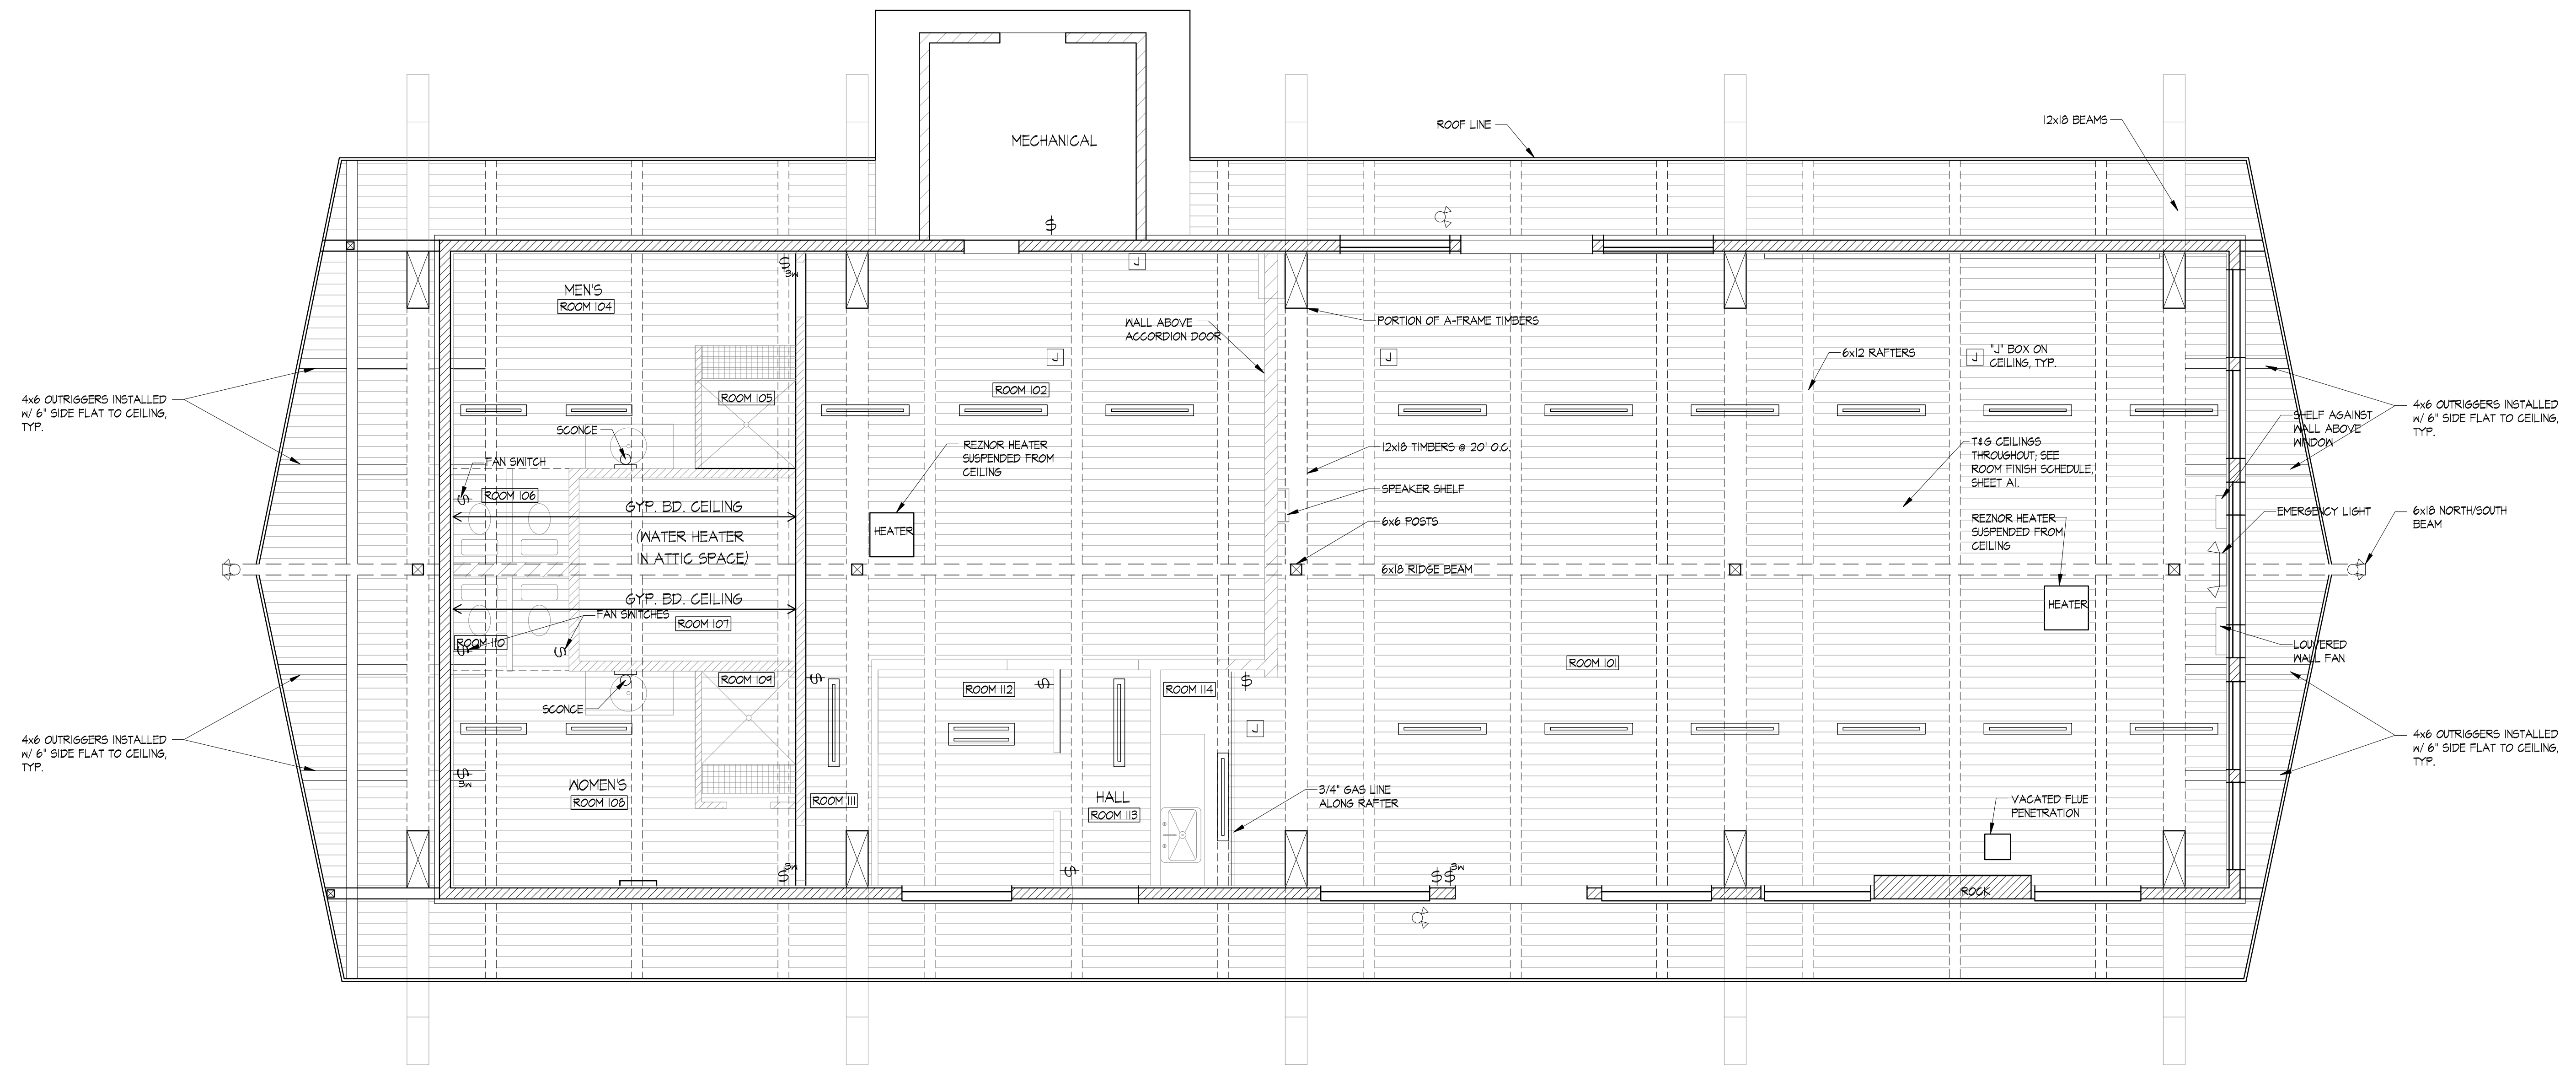 12x18 BEAMS
ROOF LINE
MECHANICAL
$
MEN'S
ROOM 104
$
3W
J
PORTION OF A-FRAME TIMBERS
WALL ABOVE
ACCORDION DOOR
J
J
6x12 RAFTERS
J
"J" BOX ON
CEILING, TYP.
4x6 OUTRIGGERS INSTALLED
W/ 6" SIDE FLAT TO CEILING,
TYP.
ROOM 105
ROOM 102
4x6 OUTRIGGERS INSTALLED
W/ 6" SIDE FLAT TO CEILING,
TYP.
SHELF AGAINST
WALL ABOVE
WINDOW
SCONCE
REZNOR HEATER
SUSPENDED FROM
CEILING
12x18 TIMBERS @ 20' O.C.
T&G CEILINGS
THROUGHOUT; SEE
ROOM FINISH SCHEDULE,
SHEET A1.
FAN SWITCH
$
ROOM 106
GYP. BD. CEILING
SPEAKER SHELF
6x6 POSTS
EMERGENCY LIGHT
6x18 NORTH/SOUTH
BEAM
HEATER
(WATER HEATER
IN ATTIC SPACE)
REZNOR HEATER
SUSPENDED FROM
CEILING
6x18 RIDGE BEAM
GYP. BD. CEILING
HEATER
FAN SWITCHES
ROOM 107
ROOM 110
$
$
LOUVERED
WALL FAN
ROOM 101
ROOM 109
$
ROOM 112
$
ROOM 114
$
SCONCE
J
4x6 OUTRIGGERS INSTALLED
W/ 6" SIDE FLAT TO CEILING,
TYP.
4x6 OUTRIGGERS INSTALLED
W/ 6" SIDE FLAT TO CEILING,
TYP.
$
3W
WOMEN'S
ROOM 108
ROOM 111
HALL
ROOM 113
3/4" GAS LINE
ALONG RAFTER
VACATED FLUE
PENETRATION
$
3W
$
$$
3W
ROCK